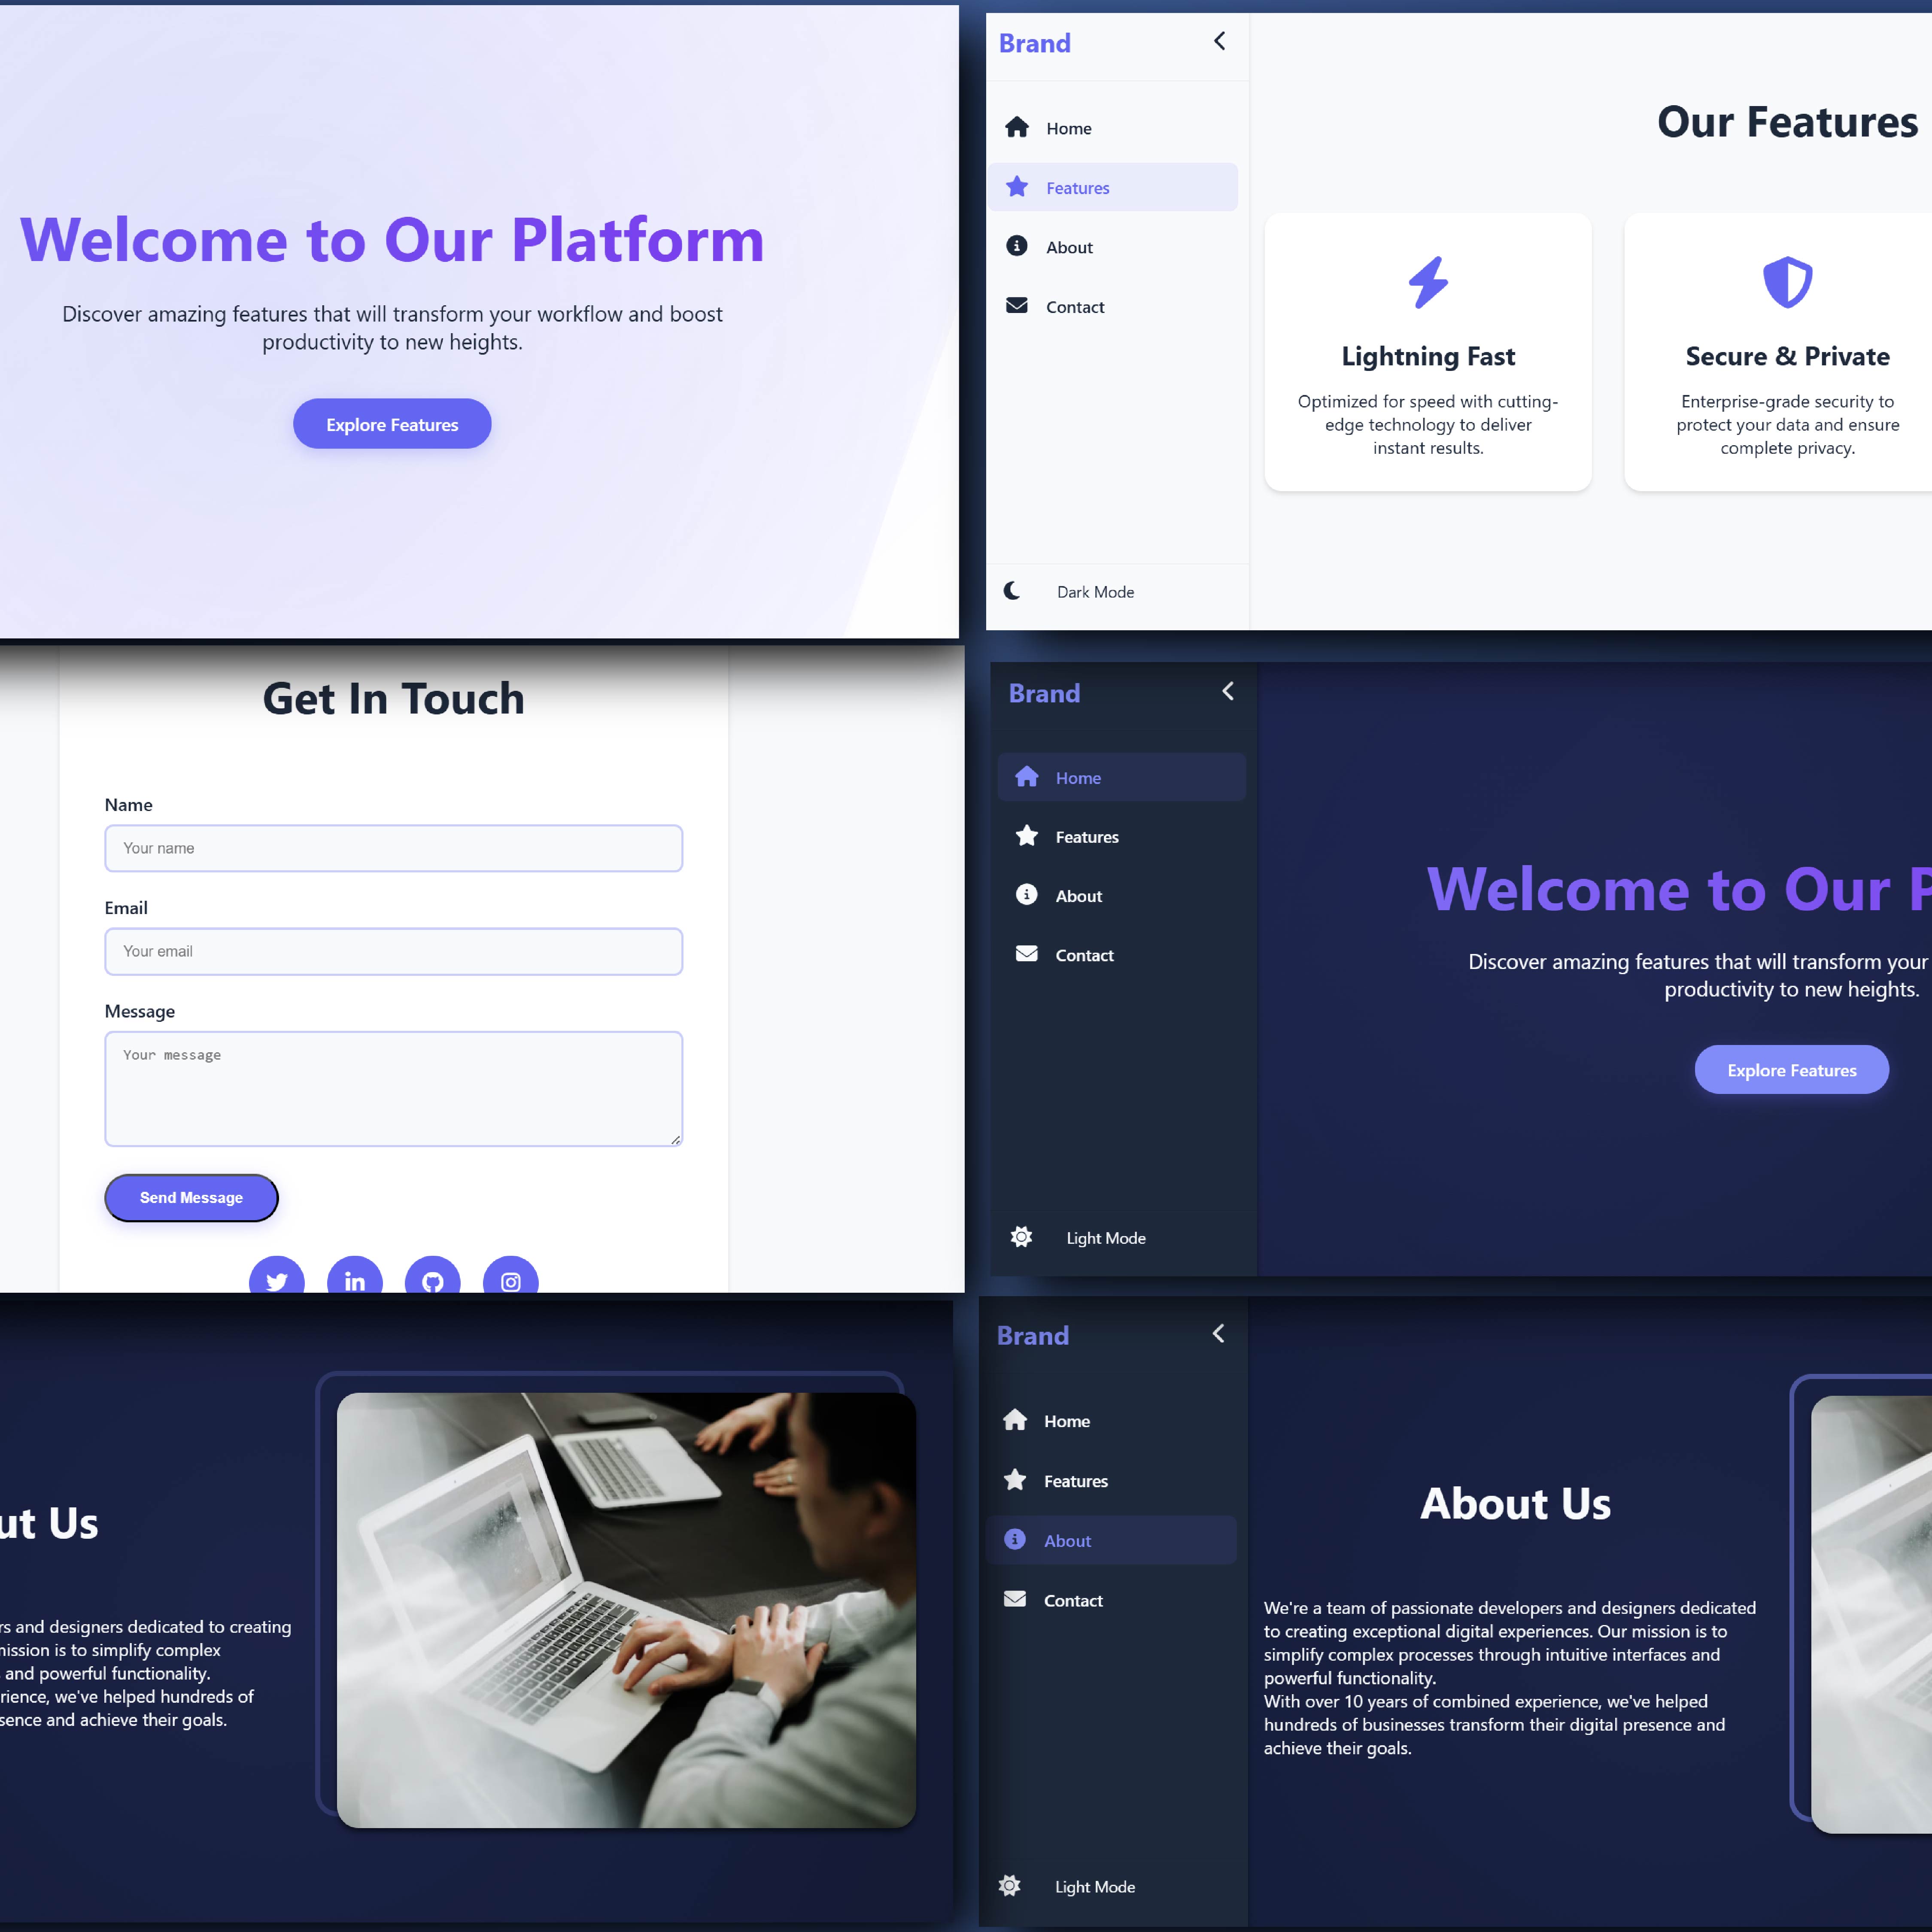 Welcome to Our Platform
Discover amazing features that will transform your workflow and boost
productivity to new heights.
Explore Features
Brand
Home
Features
About
Contact
Dark Mode
Our Features
Lightning Fast
Optimized for speed with cutting-
edge technology to deliver
instant results.
Secure & Private
Enterprise-grade security to
protect your data and ensure
complete privacy.
Get In Touch
Name
Your name
Email
Your email
Message
Your message
Send Message
in
Brand
Home
Features
About
Contact
Light Mode
Welcome to Our P
Discover amazing features that will transform your
productivity to new heights.
Explore Features
ut Us
rs and designers dedicated to creating
mission is to simplify complex
and powerful functionality.
rience, we've helped hundreds of
sence and achieve their goals.
Brand
Home
Features
About
Contact
Light Mode
About Us
We're a team of passionate developers and designers dedicated
to creating exceptional digital experiences. Our mission is to
simplify complex processes through intuitive interfaces and
powerful functionality.
With over 10 years of combined experience, we've helped
hundreds of businesses transform their digital presence and
achieve their goals.